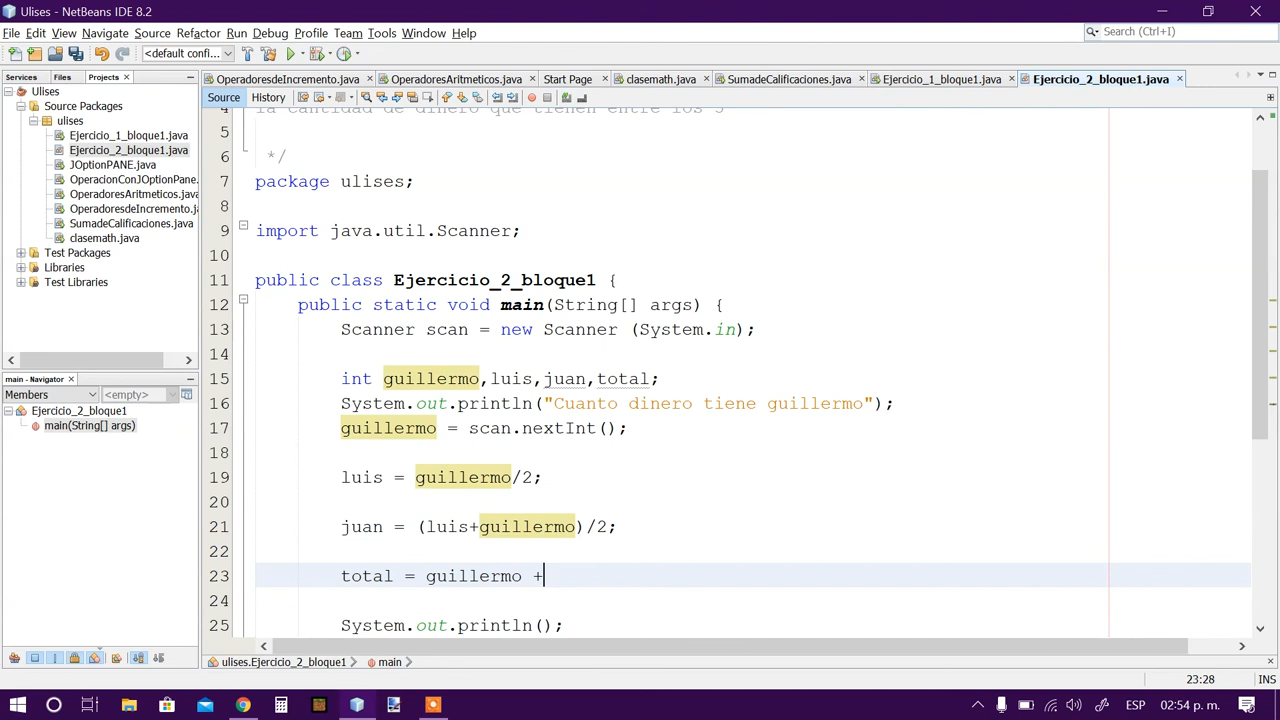 Ulises - NetBeans IDE 8.2
File Edit View Navigate Source Refactor Run Debug Profile Team Tools Window Help
Search (Ctrl+I)
<default confi...
Services Files Projects
OperadoresdeIncremento.java OperadoresAritmeticos.java Start Page clasemath.java SumadeCalificaciones.java Ejercicio_1_bloque1.java Ejercicio_2_bloque1.java
Source History
Ulises
Source Packages
ulises
Ejercicio_1_bloque1.java
Ejercicio_2_bloque1.java
JOptionPANE.java
OperacionConJOptionPane.
OperadoresAritmeticos.java
OperadoresdeIncremento.ja
SumadeCalificaciones.java
clasemath.java
Test Packages
Libraries
Test Libraries
main - Navigator
Members <empty>
Ejercicio_2_bloque1
main(String[] args)
4 la cantidad de dinero que tienen entre los 3
5
6 */
7 package ulises;
8
9 import java.util.Scanner;
10
11 public class Ejercicio_2_bloque1 {
12 public static void main(String[] args) {
13 Scanner scan = new Scanner (System.in);
14
15 int guillermo,luis,juan,total;
16 System.out.println("Cuanto dinero tiene guillermo");
17 guillermo = scan.nextInt();
18
19 luis = guillermo/2;
20
21 juan = (luis+guillermo)/2;
22
23 total = guillermo +
24
25 System.out.println();
ulises.Ejercicio_2_bloque1 main
23:28 INS
ESP 02:54 p. m.